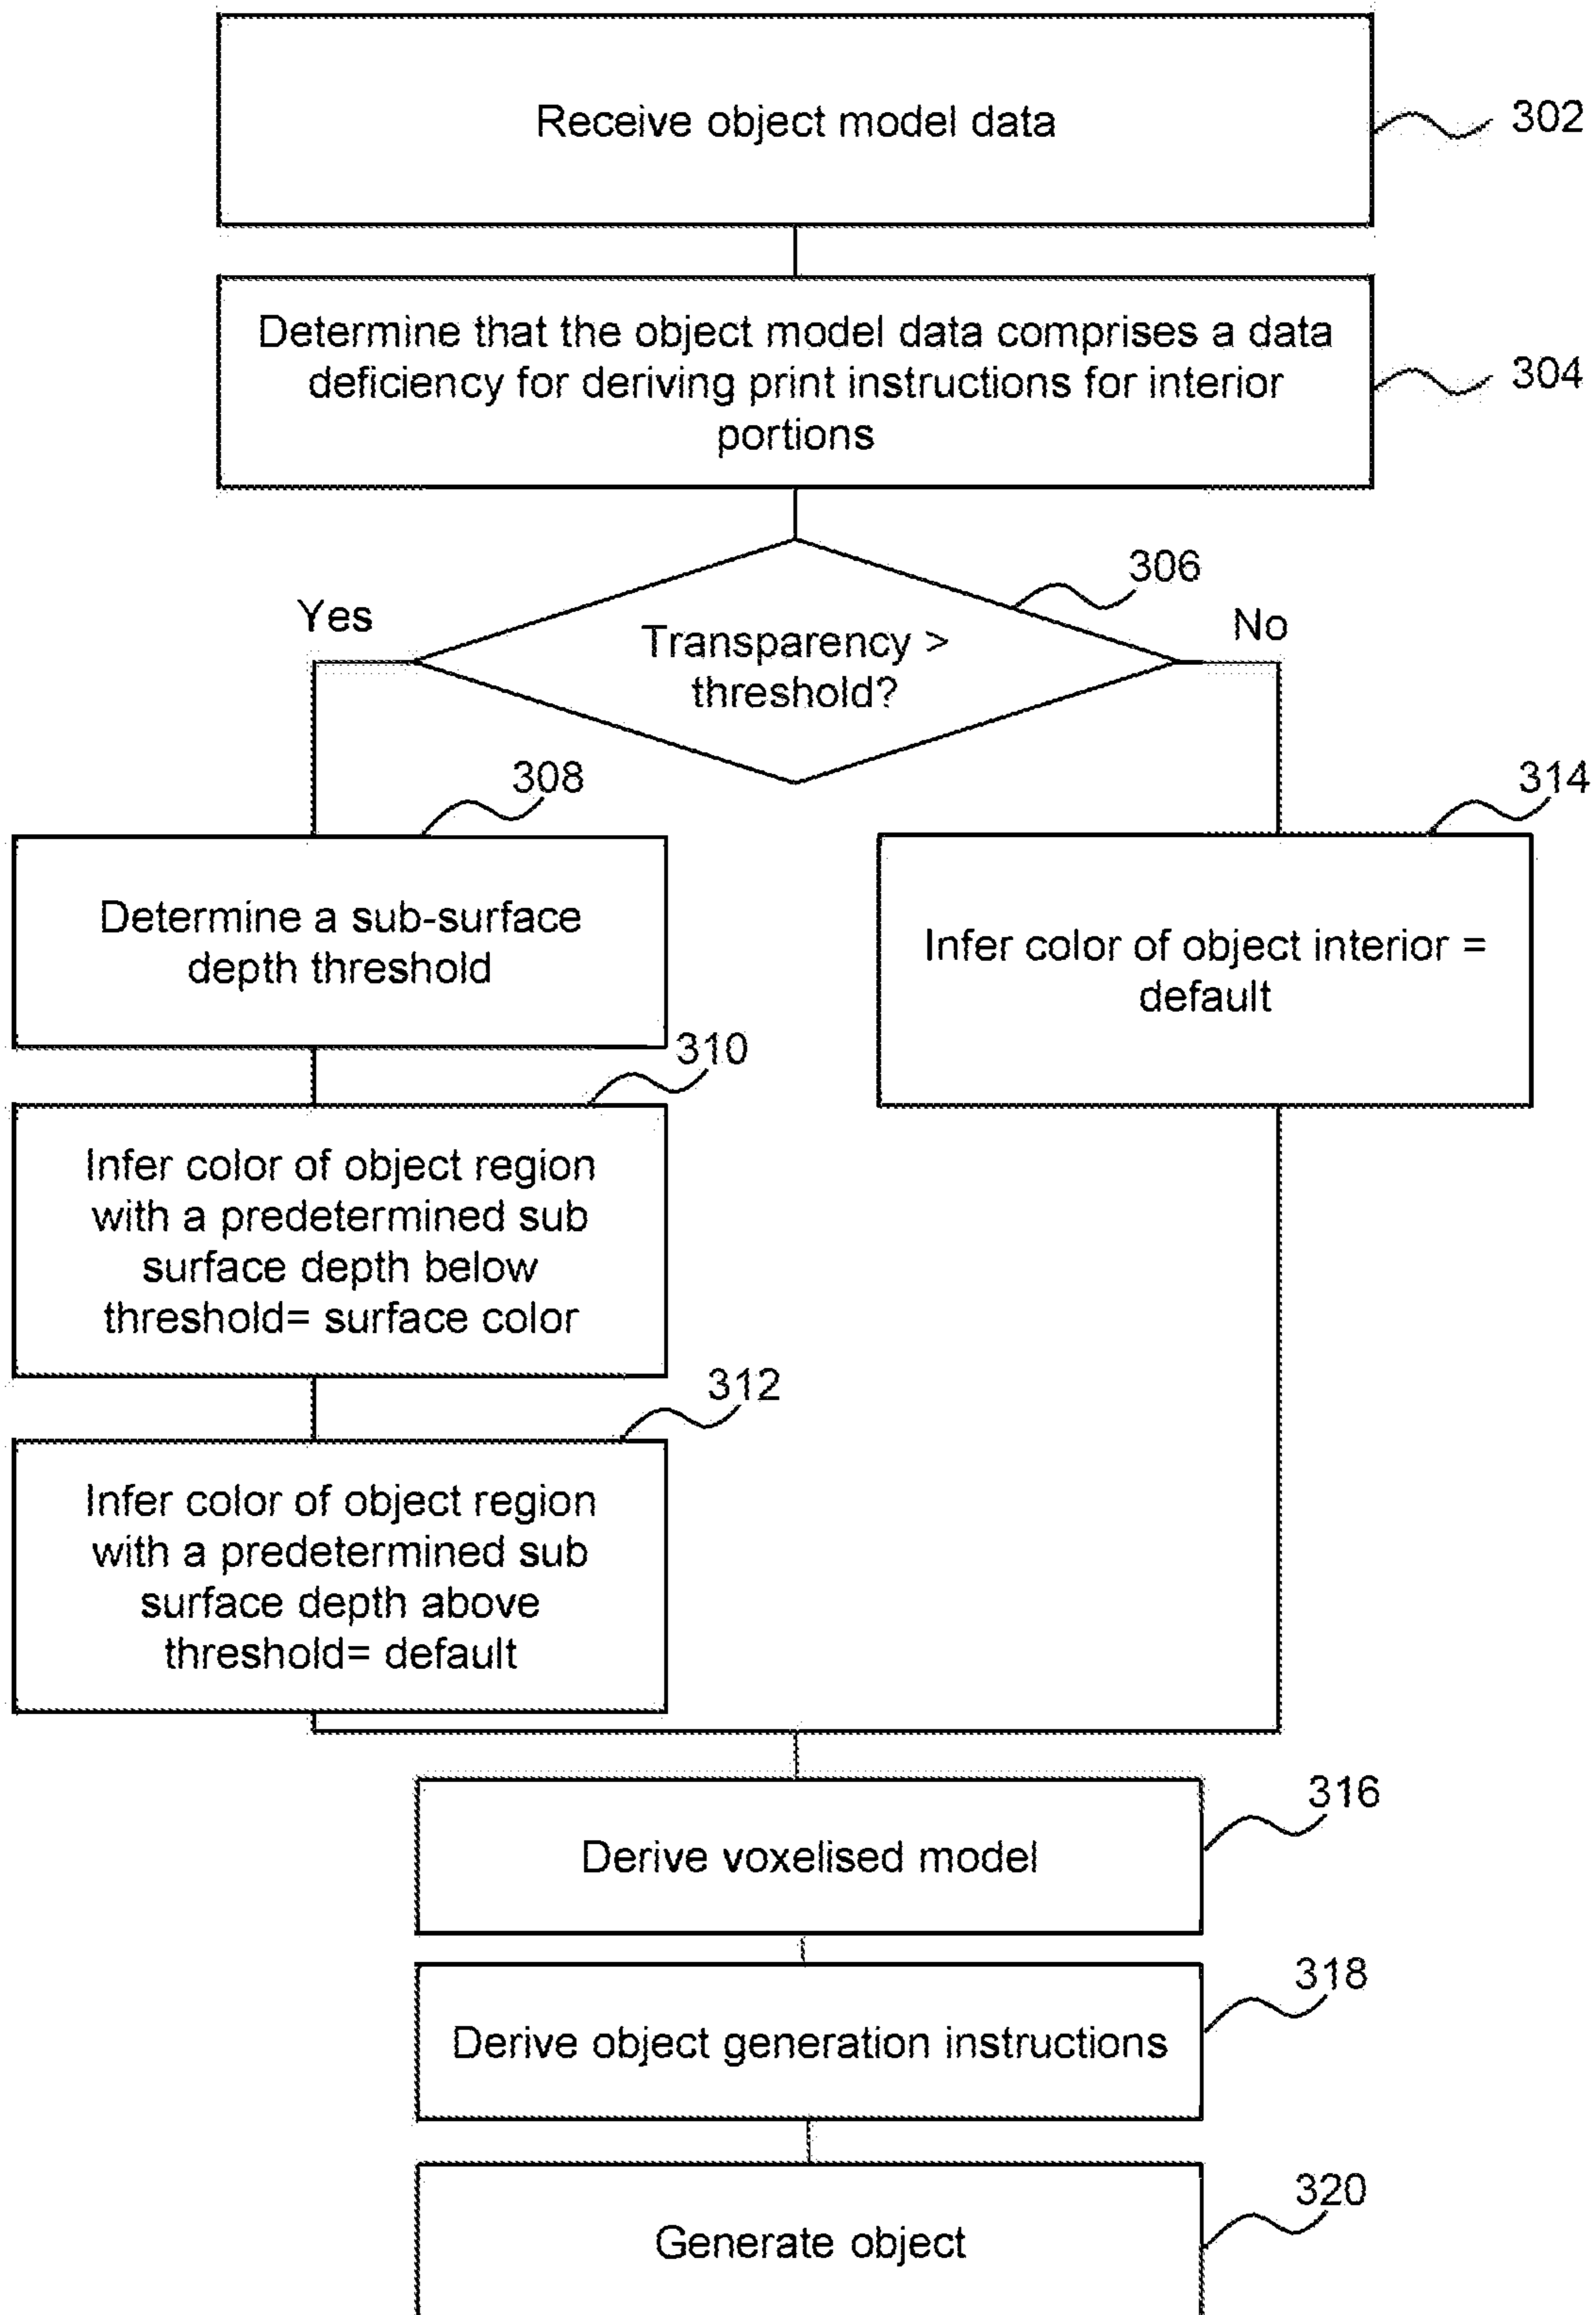 Receive object model data
302
Determine that the object model data comprises a data
deficiency for deriving print instructions for interior
portions
304
306
Yes
No
Transparency >
threshold?
308
314
Determine a sub-surface
depth threshold
Infer color of object interior =
default
310
Infer color of object region
with a predetermined sub
surface depth below
threshold= surface color
312
Infer color of object region
with a predetermined sub
surface depth above
threshold= default
316
Derive voxelised model
318
Derive object generation instructions
320
Generate object